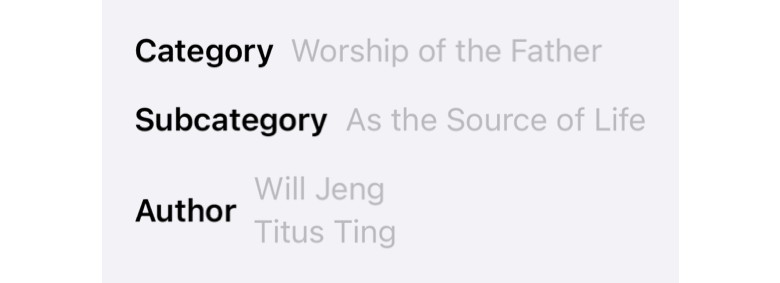 Category Worship of the Father
Subcategory As the Source of Life
Author Will Jeng
Titus Ting